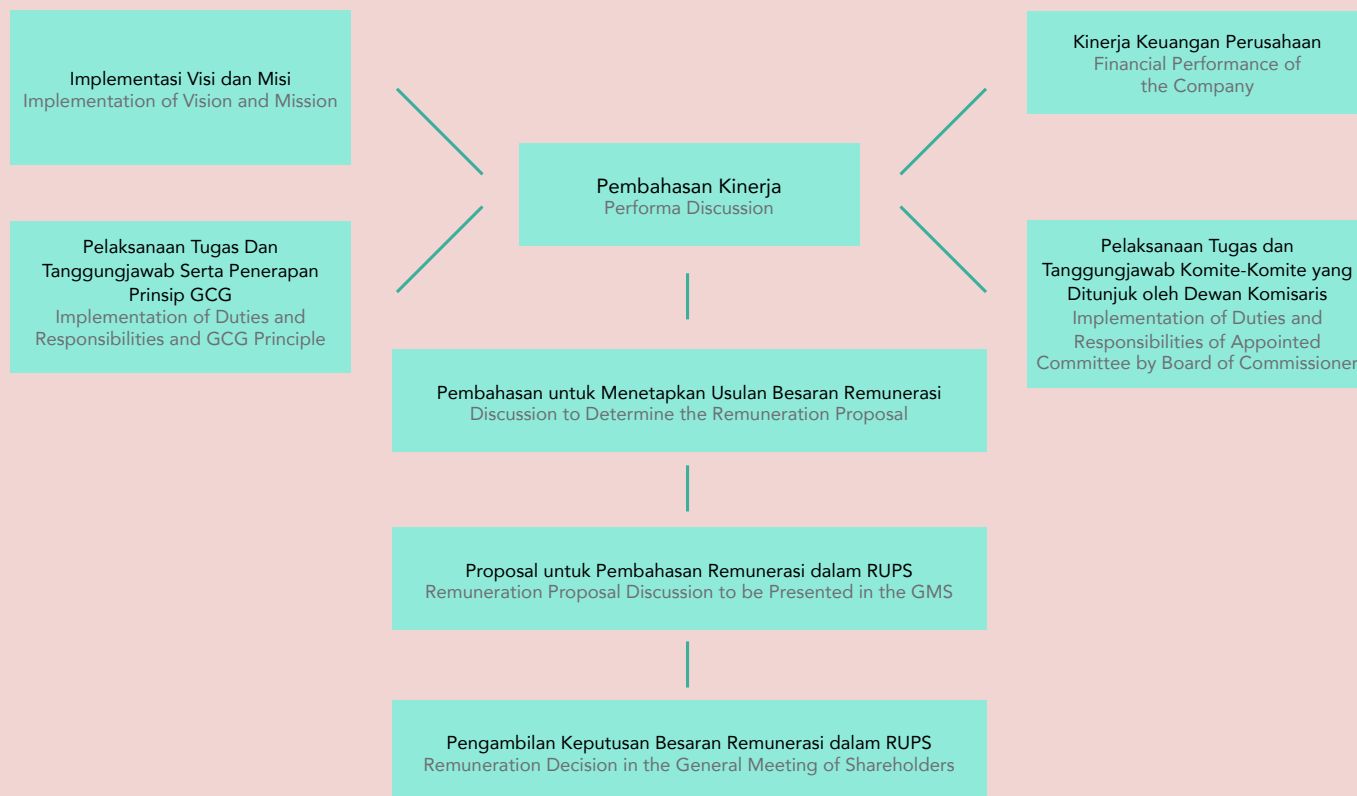 Implementasi Visi dan Misi
Implementation of Vision and Mission
Kinerja Keuangan Perusahaan
Financial Performance of
the Company
Pembahasan Kinerja
Performa Discussion
Pelaksanaan Tugas Dan
Tanggungjawab Serta Penerapan
Prinsip GCG
Implementation of Duties and
Responsibilities and GCG Principle
Pelaksanaan Tugas dan
Tanggungjawab Komite-Komite yang
Ditunjuk oleh Dewan Komisaris
Implementation of Duties and
Responsibilities of Appointed
Committee by Board of Commissioner
Pembahasan untuk Menetapkan Usulan Besaran Remunerasi
Discussion to Determine the Remuneration Proposal
Proposal untuk Pembahasan Remunerasi dalam RUPS
Remuneration Proposal Discussion to be Presented in the GMS
Pengambilan Keputusan Besaran Remunerasi dalam RUPS
Remuneration Decision in the General Meeting of Shareholders